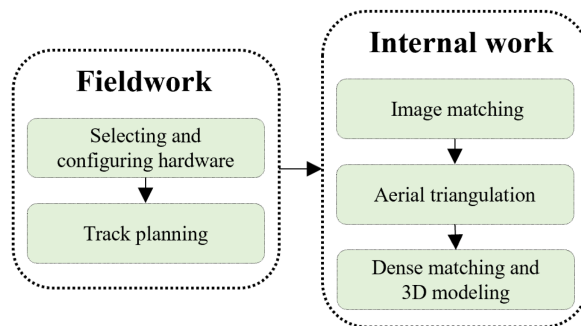 Fieldwork
Selecting and
configuring hardware
Track planning
Internal work
Image matching
Aerial triangulation
Dense matching and
3D modeling